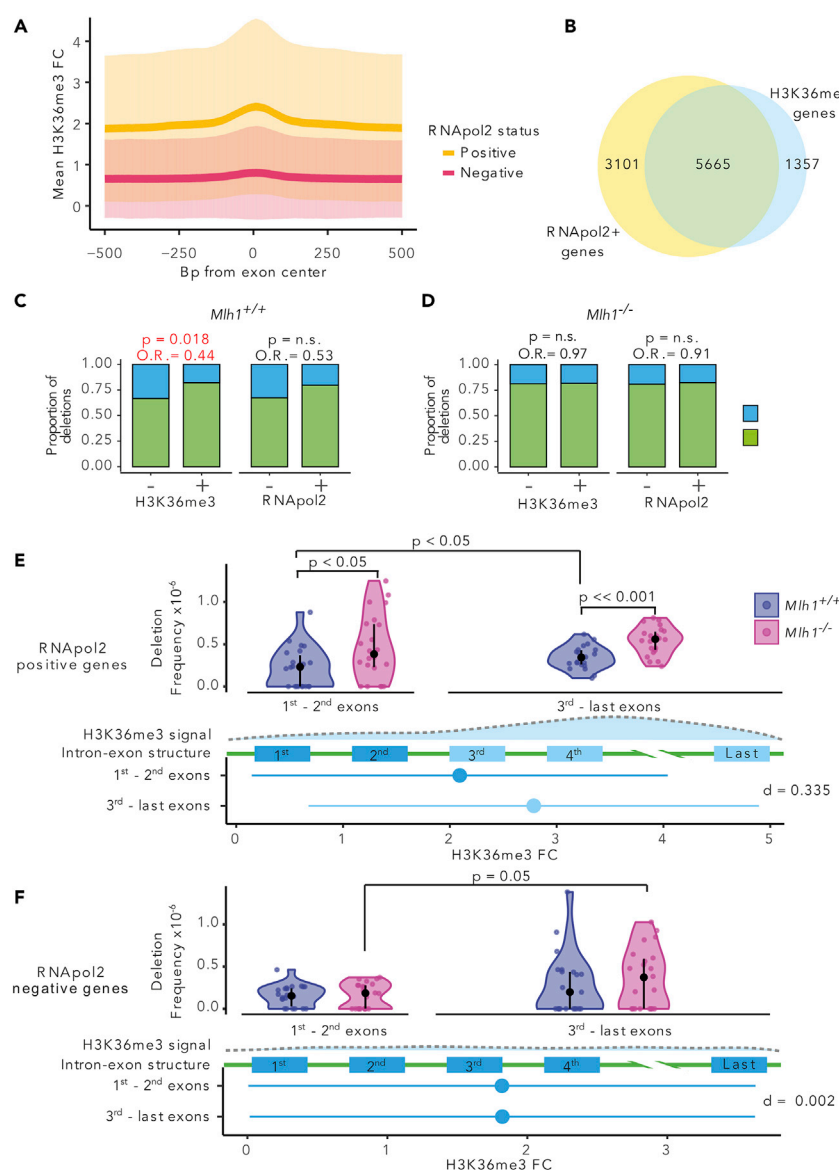 A
Mean H3K36me3 FC
4
3
2
1
0
−500
−250
0
250
500
Bp from exon center
RNApol2 status
Positive
Negative
B
H3K36me
genes
3101
5665
1357
RNApol2+
genes
C
Mlh1+/+
p = 0.018
O.R.= 0.44
p = n.s.
O.R.= 0.53
Proportion of
deletions
1.00
0.75
0.50
0.25
0.00
- +
H3K36me3
- +
RNApol2
D
Mlh1-/-
p = n.s.
O.R.= 0.97
p = n.s.
O.R.= 0.91
Proportion of
deletions
1.00
0.75
0.50
0.25
0.00
- +
H3K36me3
- +
RNApol2
E
RNApol2
positive genes
Deletion
Frequency x10-6
1.0
0.5
0.0
p < 0.05
p < 0.05
p << 0.001
Mlh1+/+
Mlh1-/-
1st - 2nd exons
3rd - last exons
H3K36me3 signal
Intron-exon structure
1st 2nd 3rd 4th Last
1st - 2nd exons
3rd - last exons
d = 0.335
0 1 2 3 4 5
H3K36me3 FC
F
RNApol2
negative genes
Deletion
Frequency x10-6
1.0
0.5
0.0
p = 0.05
1st - 2nd exons
3rd - last exons
H3K36me3 signal
Intron-exon structure
1st 2nd 3rd 4th Last
1st - 2nd exons
3rd - last exons
d = 0.002
0 1 2 3
H3K36me3 FC